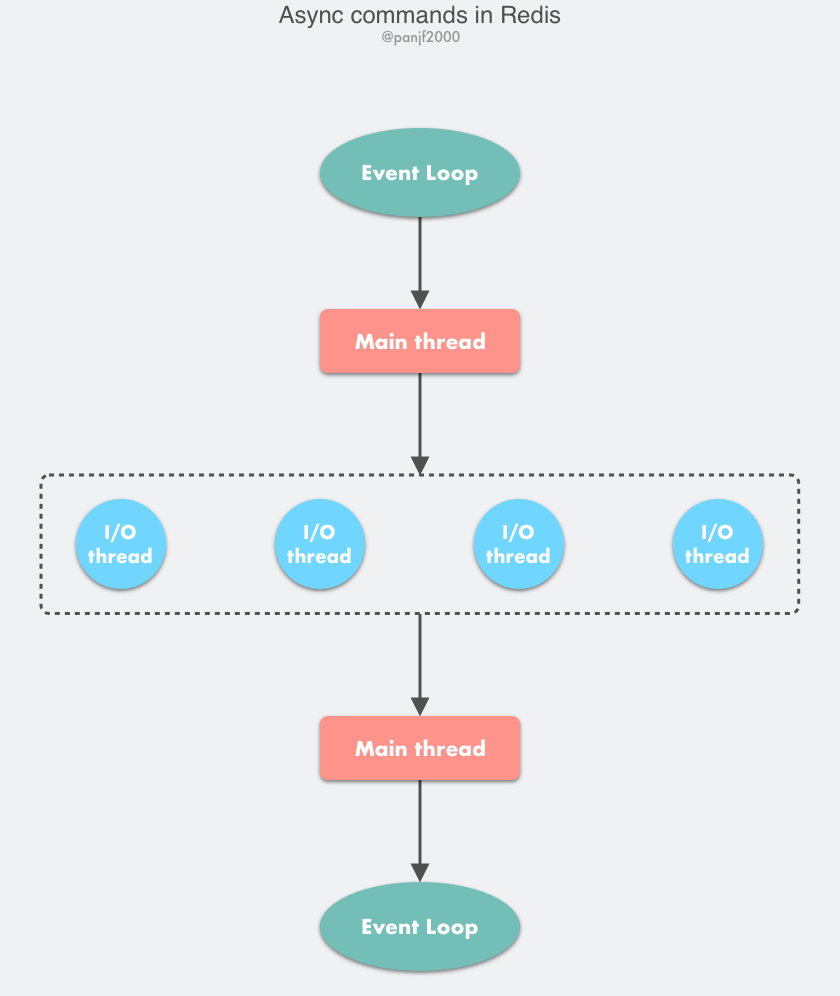 Async commands in Redis
@panjf2000
Event Loop
Main thread
I/O
thread
I/O
thread
I/O
thread
I/O
thread
Main thread
Event Loop